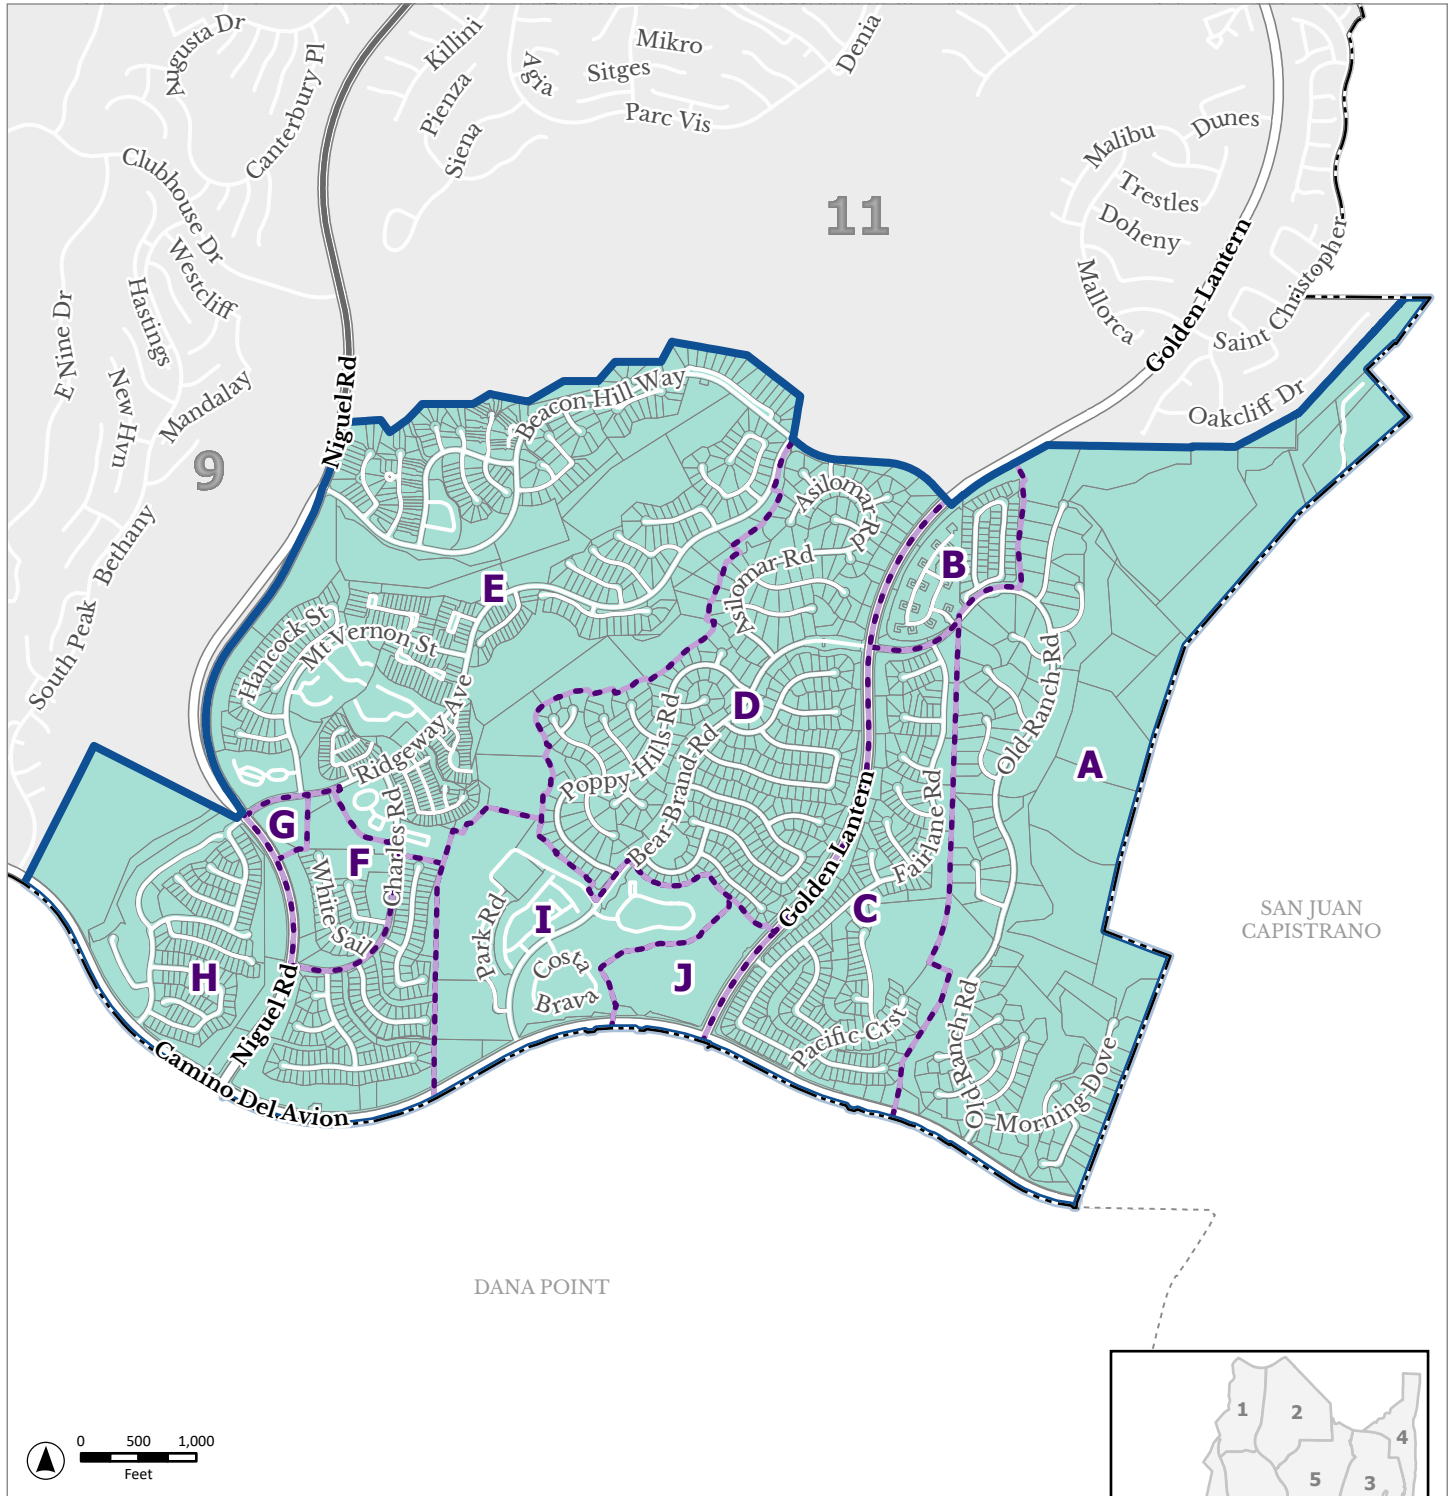 Augusta Dr
Canterbury Pl
Killini
Pienza
Siena
Agia
Mikro
Sitges
Parc Vis
Denia
Malibu
Dunes
Trestles
Doheny
Mallorca
Golden Lantern
Saint Christopher
Oakcliff Dr
11
Clubhouse Dr
Westcliff
Hastings
E Nine Dr
New Hvn
Mandalay
9
Bethany
South Peak
Niguel Rd
Beacon Hill Way
Asilomar Rd
Asilomar Rd
B
E
Hancock St
Mt Vernon St
Ridgeway Ave
Poppy Hills Rd
D
Bear Brand Rd
Old Ranch Rd
A
Golden Lantern
Fairlane Rd
G
F
Charles Rd
White Sail
C
SAN JUAN
CAPISTRANO
H
Niguel Rd
Park Rd
I
Costa
Brava
J
Pacific Crst
Old Ranch Rd
Morning Dove
Camino Del Avion
DANA POINT
0 500 1,000
Feet
1
2
4
5
3